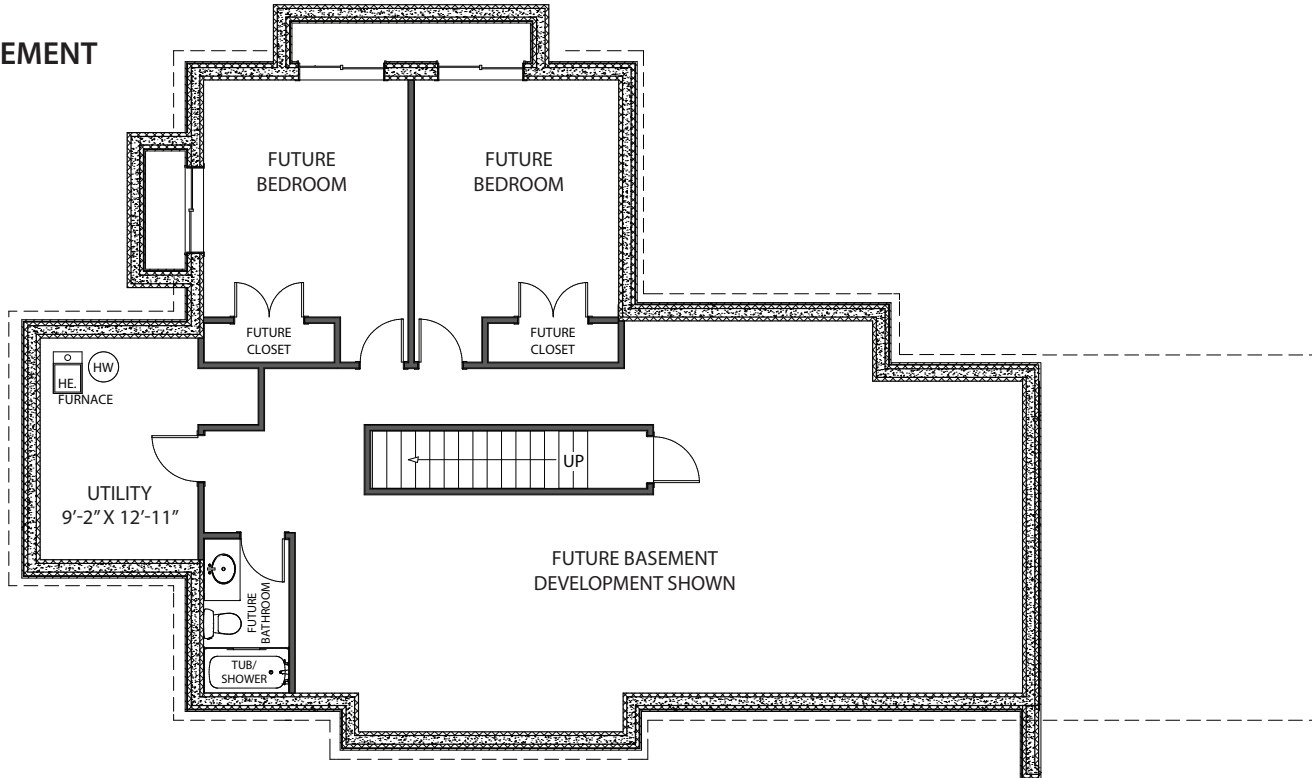 EMENT
FUTURE
BEDROOM
FUTURE
BEDROOM
FUTURE
CLOSET
FUTURE
CLOSET
HW
HE.
FURNACE
UP
UTILITY
9'-2" X 12'-11"
FUTURE BASEMENT
DEVELOPMENT SHOWN
FUTURE
BATHROOM
TUB/
SHOWER